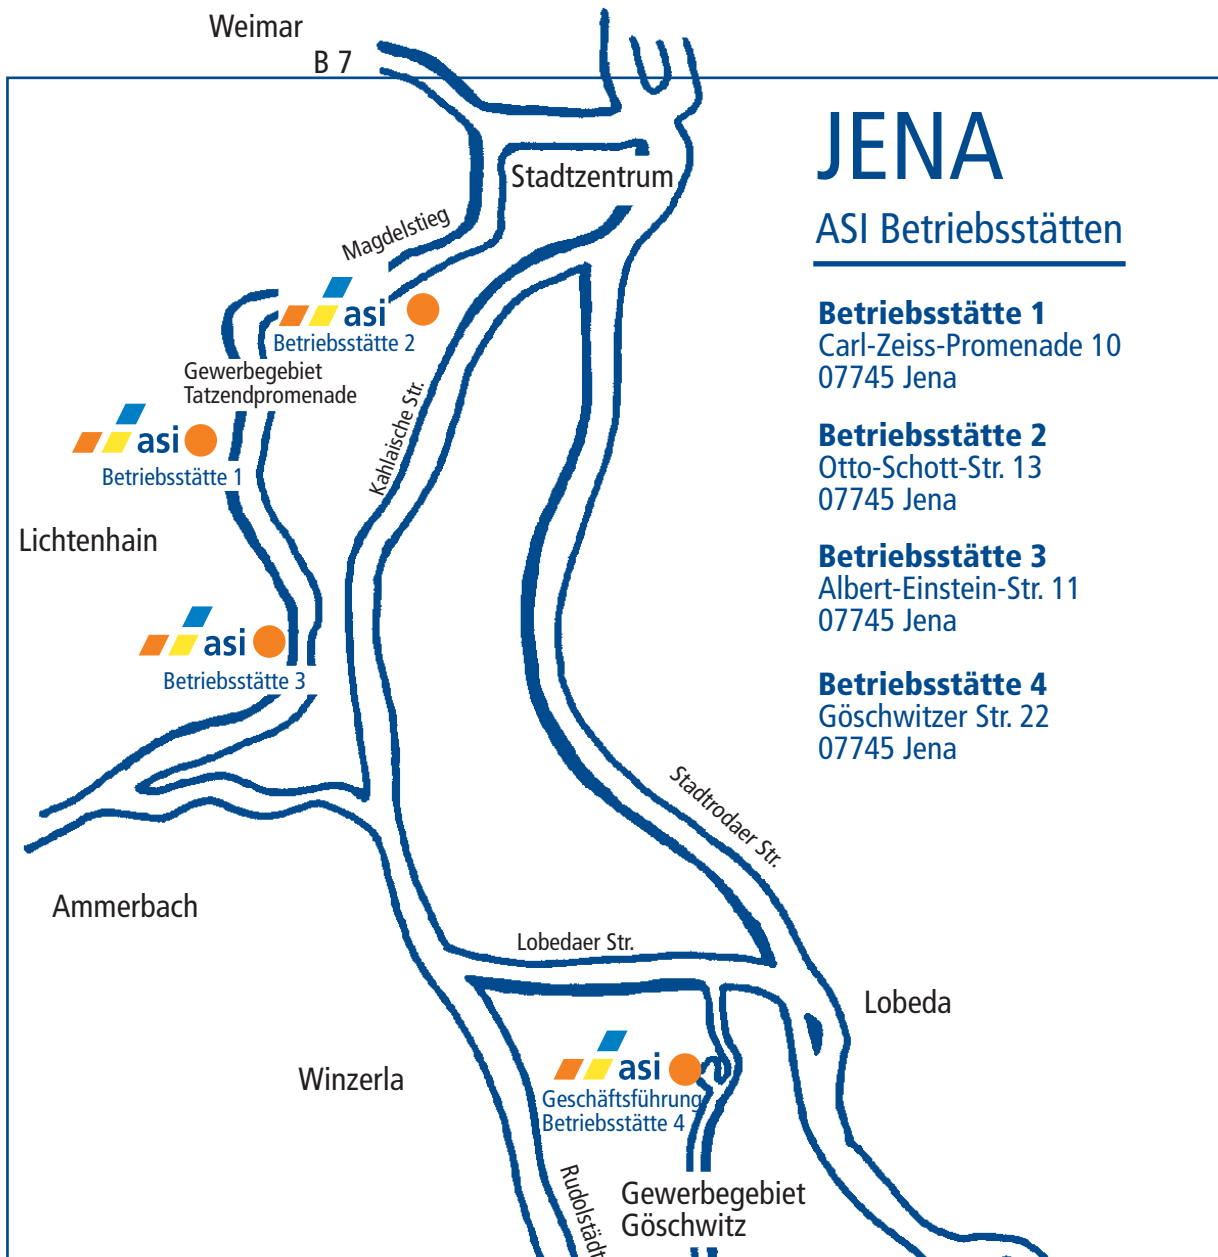 Weimar
B 7
JENA
ASI Betriebsstätten
Stadtzentrum
Magdelstieg
asi
Betriebsstätte 2
Gewerbegebiet
Tatzendpromenade
Kahlaische Str.
asi
Betriebsstätte 1
Lichtenhain
asi
Betriebsstätte 3
Betriebsstätte 1
Carl-Zeiss-Promenade 10
07745 Jena
Betriebsstätte 2
Otto-Schott-Str. 13
07745 Jena
Betriebsstätte 3
Albert-Einstein-Str. 11
07745 Jena
Betriebsstätte 4
Göschwitzer Str. 22
07745 Jena
Stadtrodaer Str.
Ammerbach
Lobedaer Str.
Lobeda
Winzerla
asi
Geschäftsführung
Betriebsstätte 4
Rudolstädt
Gewerbegebiet
Göschwitz